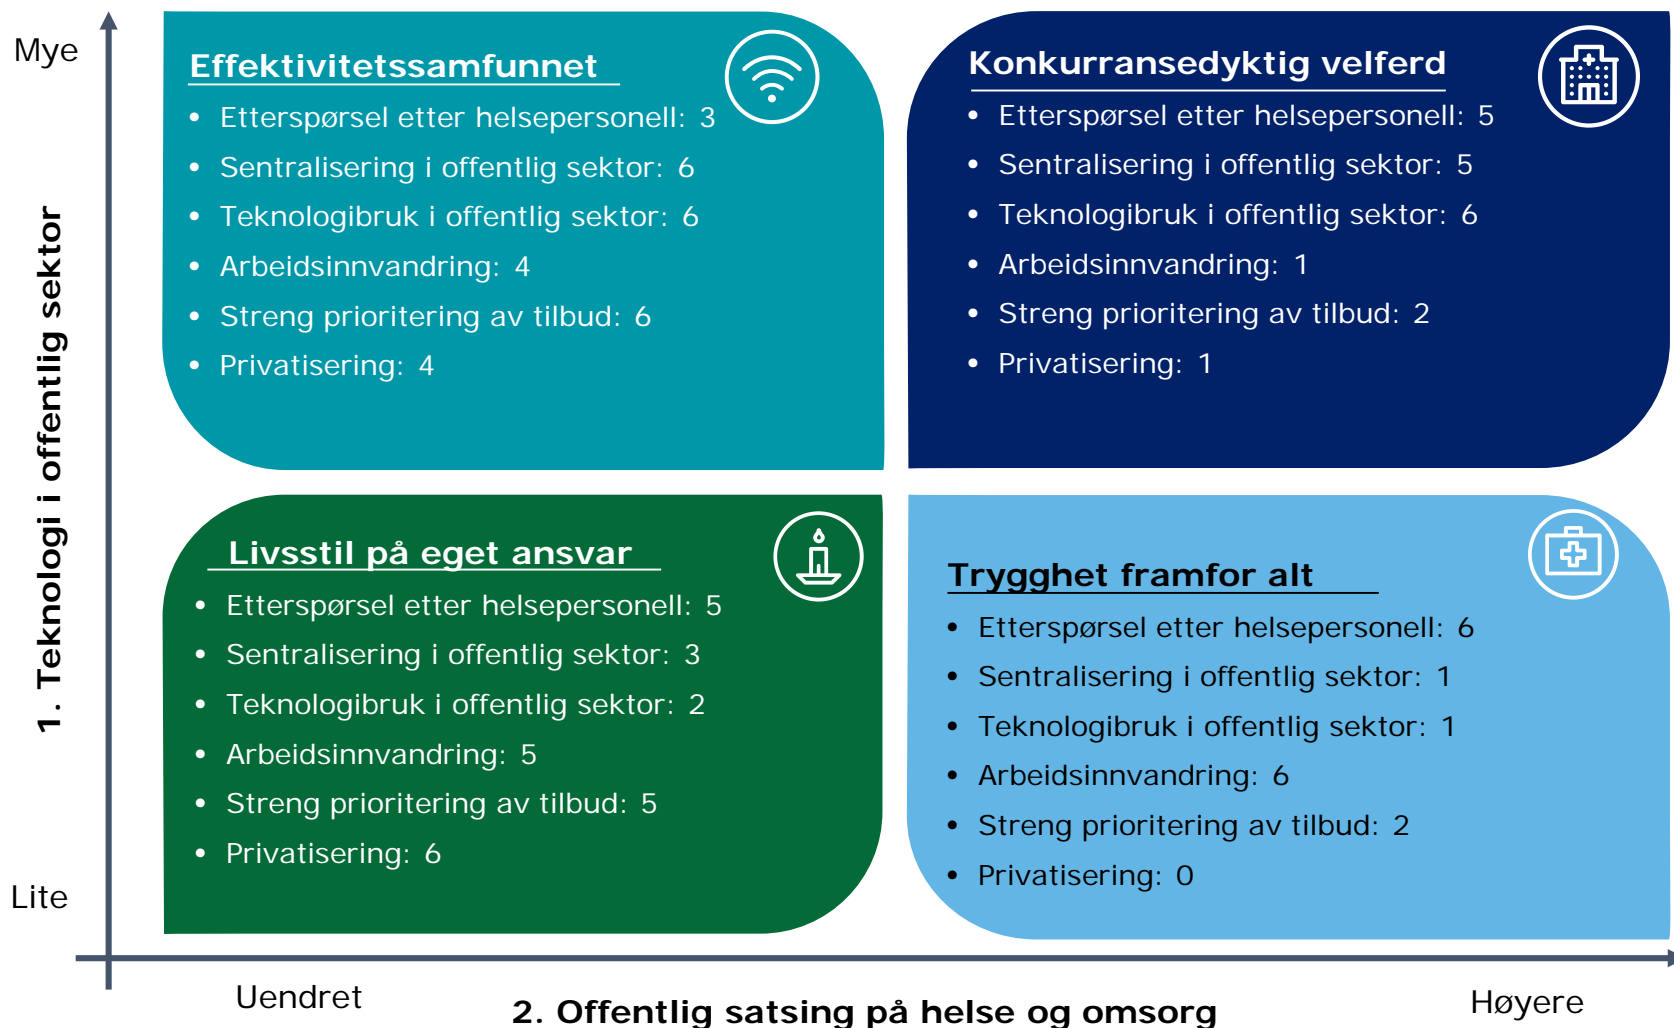 Mye
Effektivitetssamfunnet
• Etterspørsel etter helsepersonell: 3
• Sentralisering i offentlig sektor: 6
• Teknologibruk i offentlig sektor: 6
• Arbeidsinnvandring: 4
• Streng prioritering av tilbud: 6
• Privatisering: 4
Konkurransedyktig velferd
• Etterspørsel etter helsepersonell: 5
• Sentralisering i offentlig sektor: 5
• Teknologibruk i offentlig sektor: 6
• Arbeidsinnvandring: 1
• Streng prioritering av tilbud: 2
• Privatisering: 1
1. Teknologi i offentlig sektor
Livsstil på eget ansvar
• Etterspørsel etter helsepersonell: 5
• Sentralisering i offentlig sektor: 3
• Teknologibruk i offentlig sektor: 2
• Arbeidsinnvandring: 5
• Streng prioritering av tilbud: 5
• Privatisering: 6
Trygghet framfor alt
• Etterspørsel etter helsepersonell: 6
• Sentralisering i offentlig sektor: 1
• Teknologibruk i offentlig sektor: 1
• Arbeidsinnvandring: 6
• Streng prioritering av tilbud: 2
• Privatisering: 0
Lite
Uendret
2. Offentlig satsing på helse og omsorg
Høyere